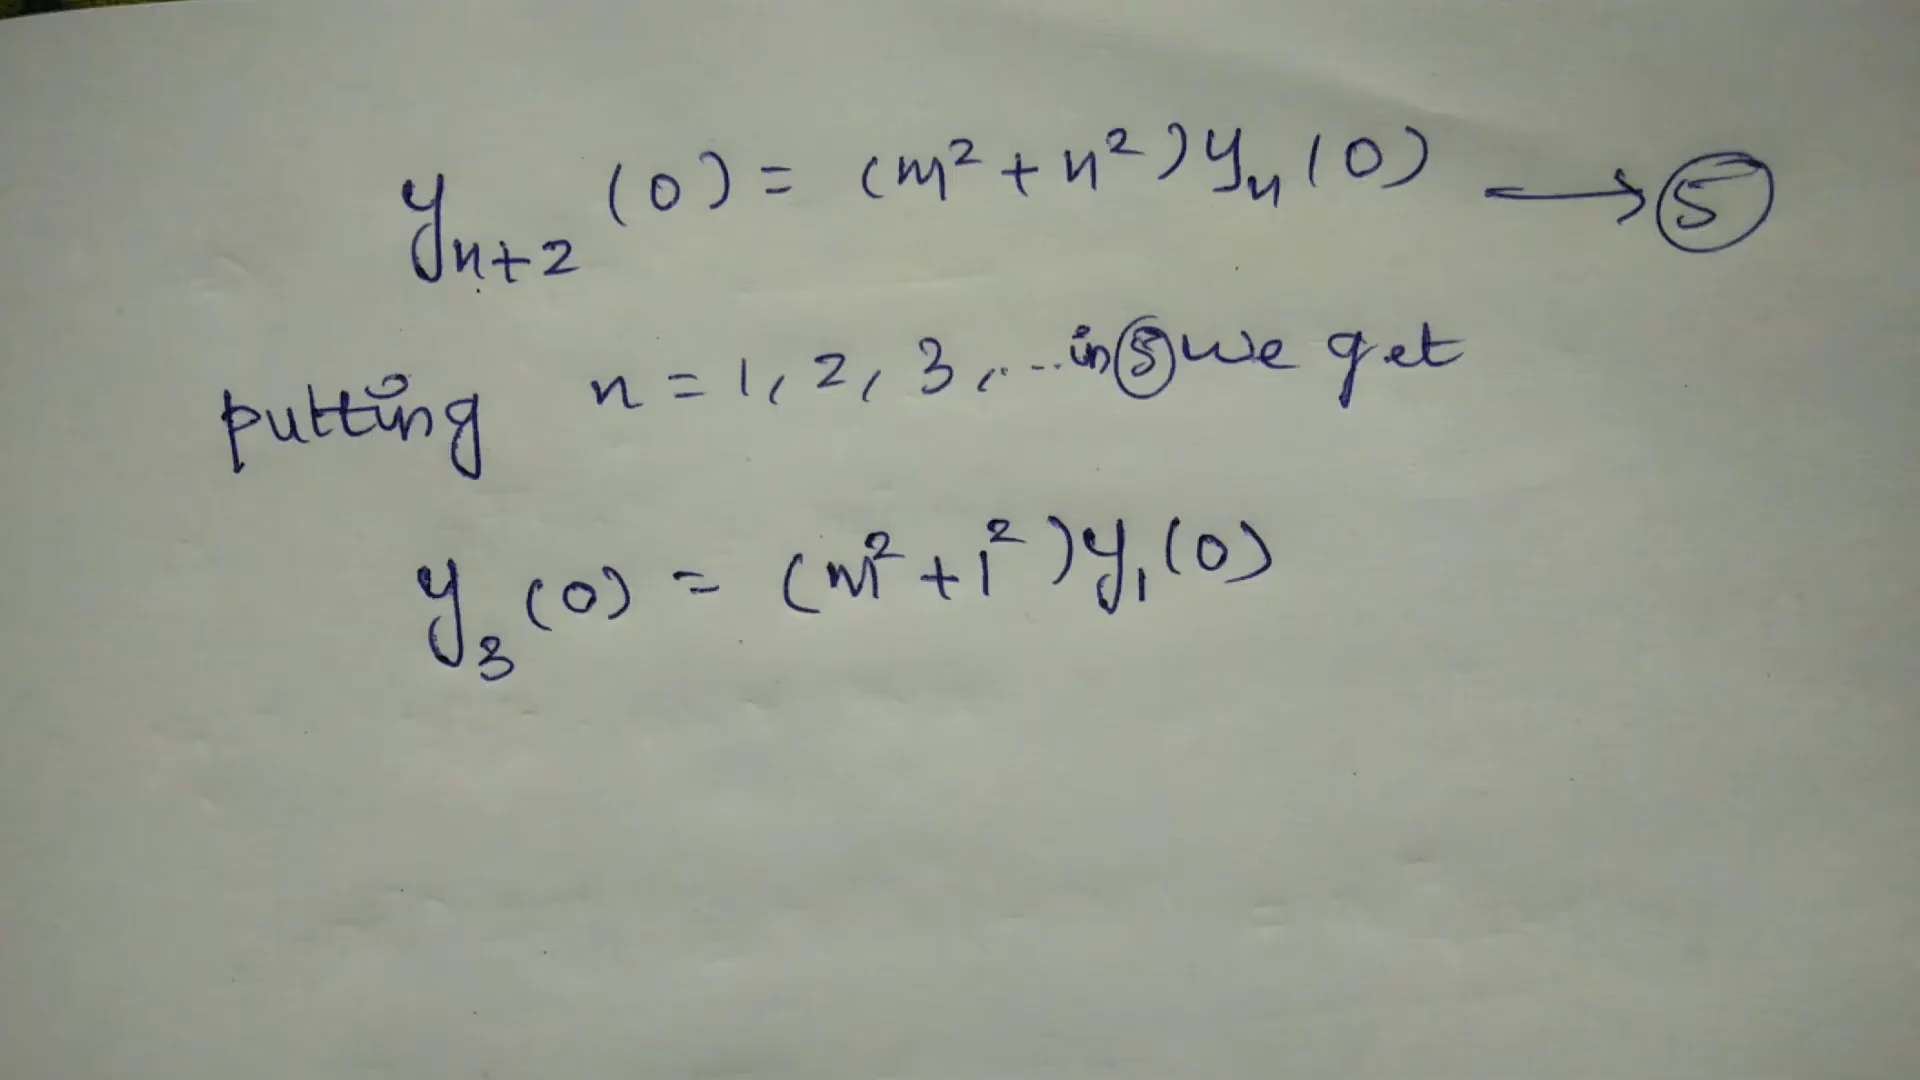 yₙ₊₂(0) = (m² + n²)yₙ(0) → ⑤
putting n = 1, 2, 3, ... in ⑤ we get
y₃(0) = (m² + 1²)y₁(0)